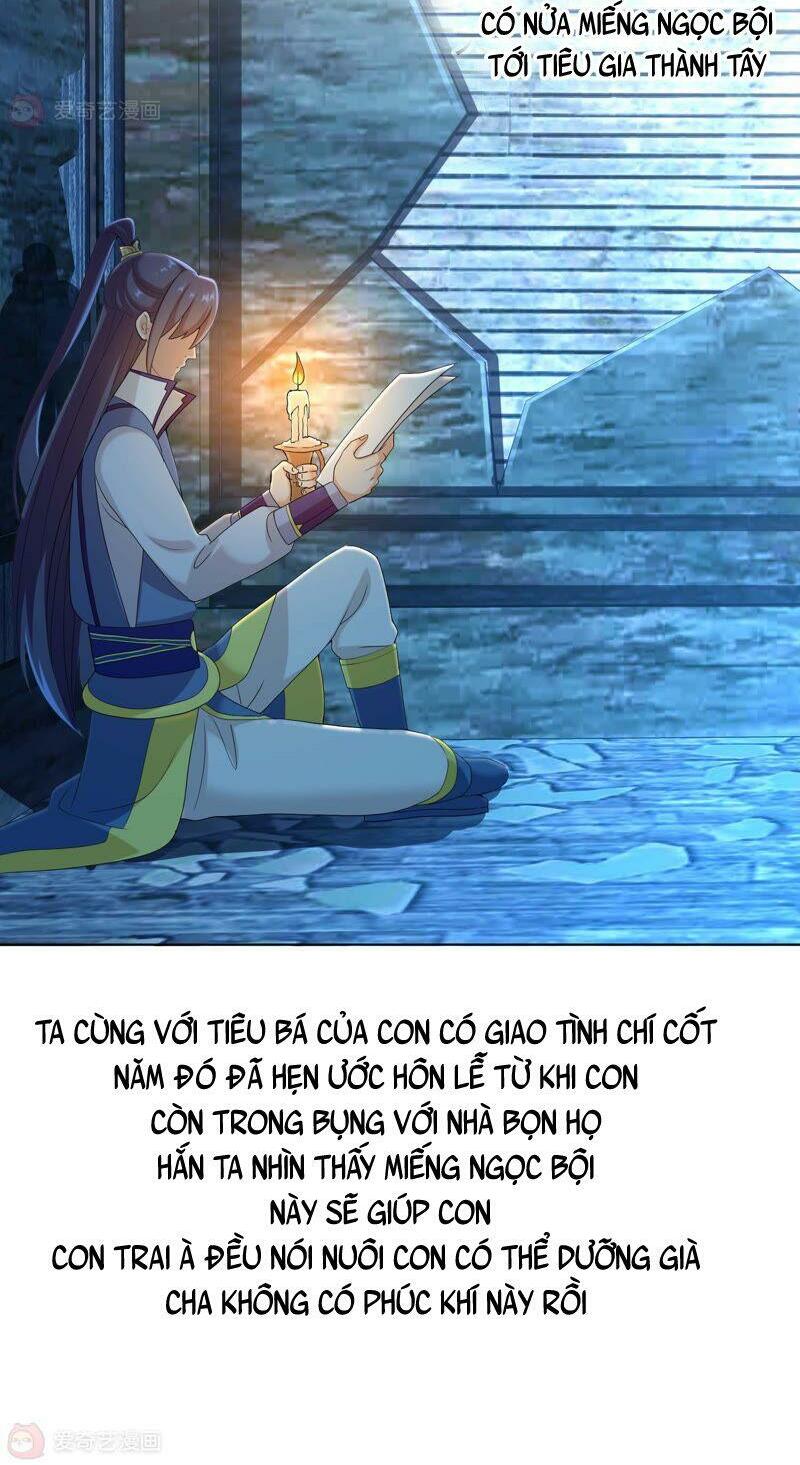 CÓ NỬA MIẾNG NGỌC BỘI
TỚI TIÊU GIA THÀNH TÂY
爱奇艺漫画
TA CÙNG VỚI TIÊU BÁ CỦA CON CÓ GIAO TÌNH CHÍ CỐT
NĂM ĐÓ ĐÃ HẸN ƯỚC HÔN LỄ TỪ KHI CON
CÒN TRONG BỤNG VỚI NHÀ BỌN HỌ
HẮN TA NHÌN THẤY MIẾNG NGỌC BỘI
NÀY SẼ GIÚP CON
CON TRAI À ĐỀU NÓI NUÔI CON CÓ THỂ DƯỠNG GIÀ
CHA KHÔNG CÓ PHÚC KHÍ NÀY RỒI
爱奇艺漫画